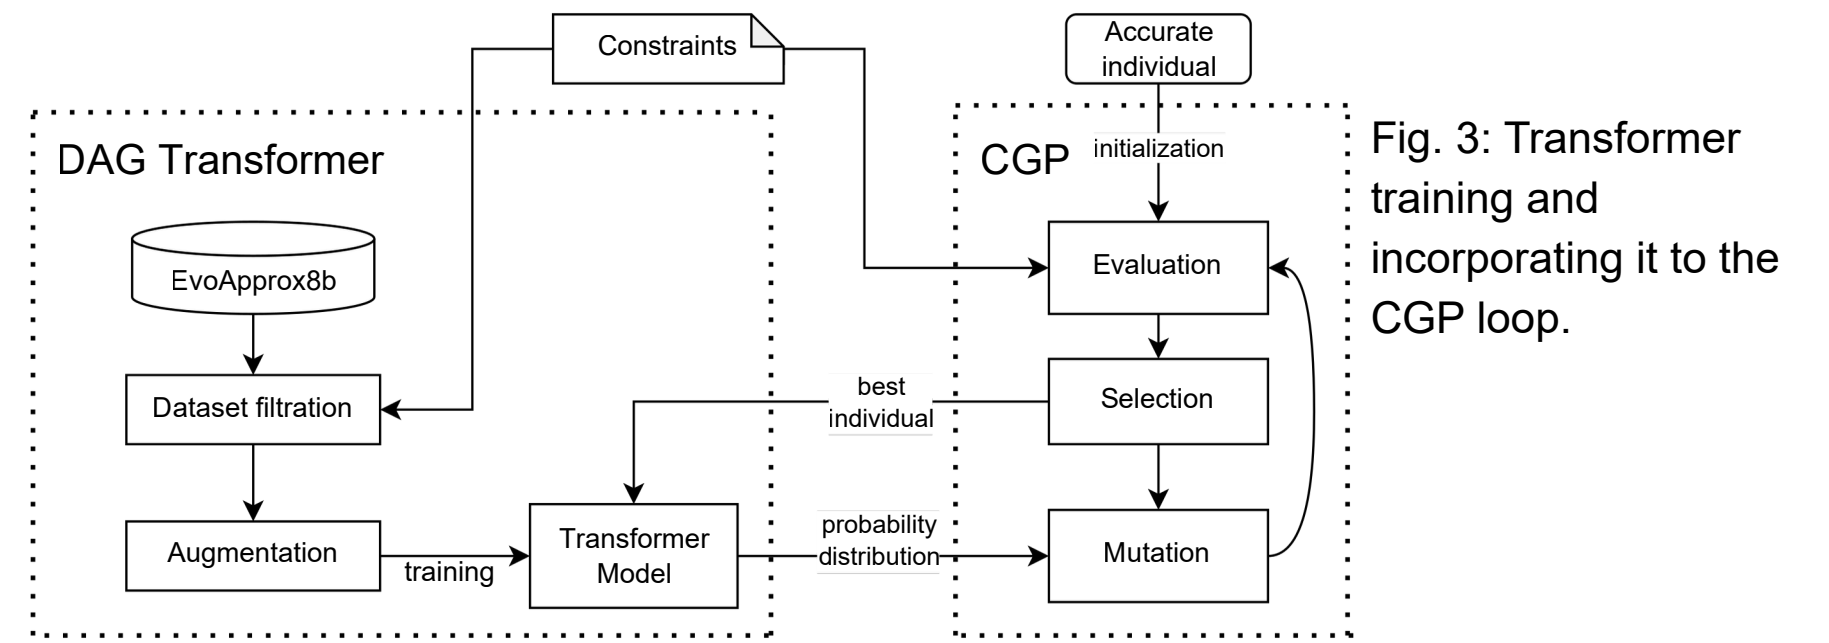 Constraints
Accurate
individual
DAG Transformer
CGP
initialization
EvoApprox8b
Evaluation
Dataset filtration
best
individual
Selection
Augmentation
training
Transformer
Model
probability
distribution
Mutation
Fig. 3: Transformer
training and
incorporating it to the
CGP loop.